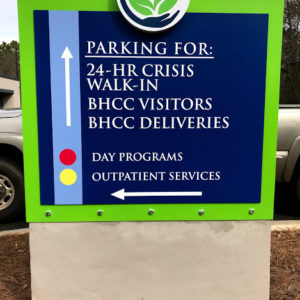 PARKING FOR:
24-HR CRISIS
WALK-IN
BHCC VISITORS
BHCC DELIVERIES
DAY PROGRAMS
OUTPATIENT SERVICES